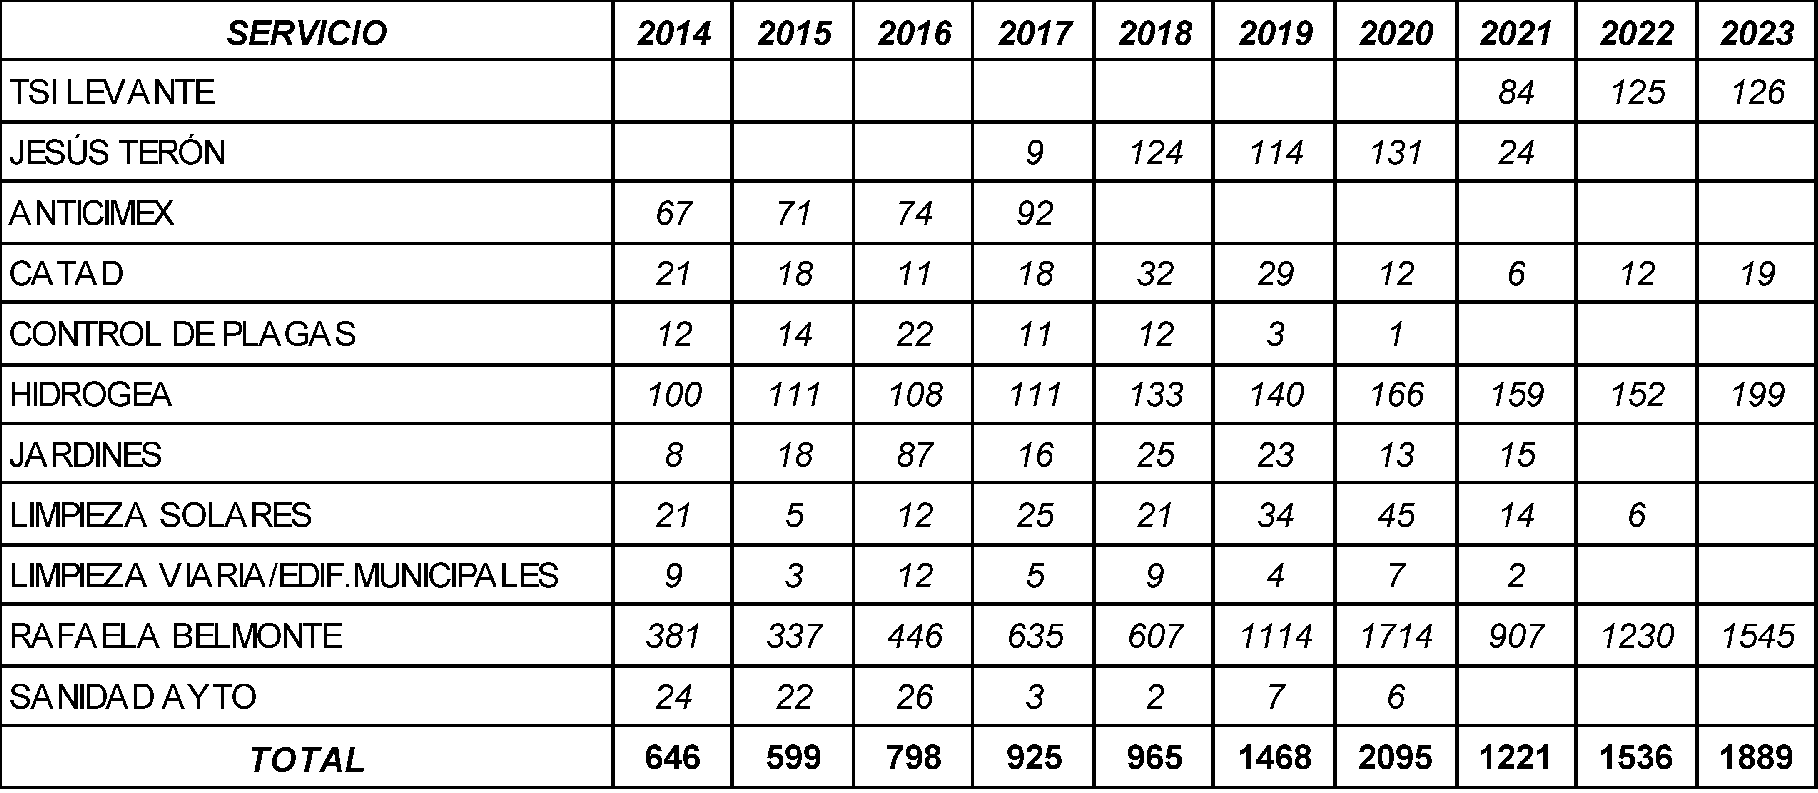 SERVICIO 2014 2015 2016 2017 2018 2019 2020 2021 2022 2023
TSI LEVANTE 84 125 126
JESÚS TERÓN 9 124 114 131 24
ANTICIMEX 67 71 74 92
CATAD 21 18 11 18 32 29 12 6 12 19
CONTROL DE PLAGAS 12 14 22 11 12 3 1
HIDROGEA 100 111 108 111 133 140 166 159 152 199
JARDINES 8 18 87 16 25 23 13 15
LIMPIEZA SOLARES 21 5 12 25 21 34 45 14 6
LIMPIEZA VIARIA/EDIF.MUNICIPALES 9 3 12 5 9 4 7 2
RAFAELA BELMONTE 381 337 446 635 607 1114 1714 907 1230 1545
SANIDAD AYTO 24 22 26 3 2 7 6
TOTAL 646 599 798 925 965 1468 2095 1221 1536 1889